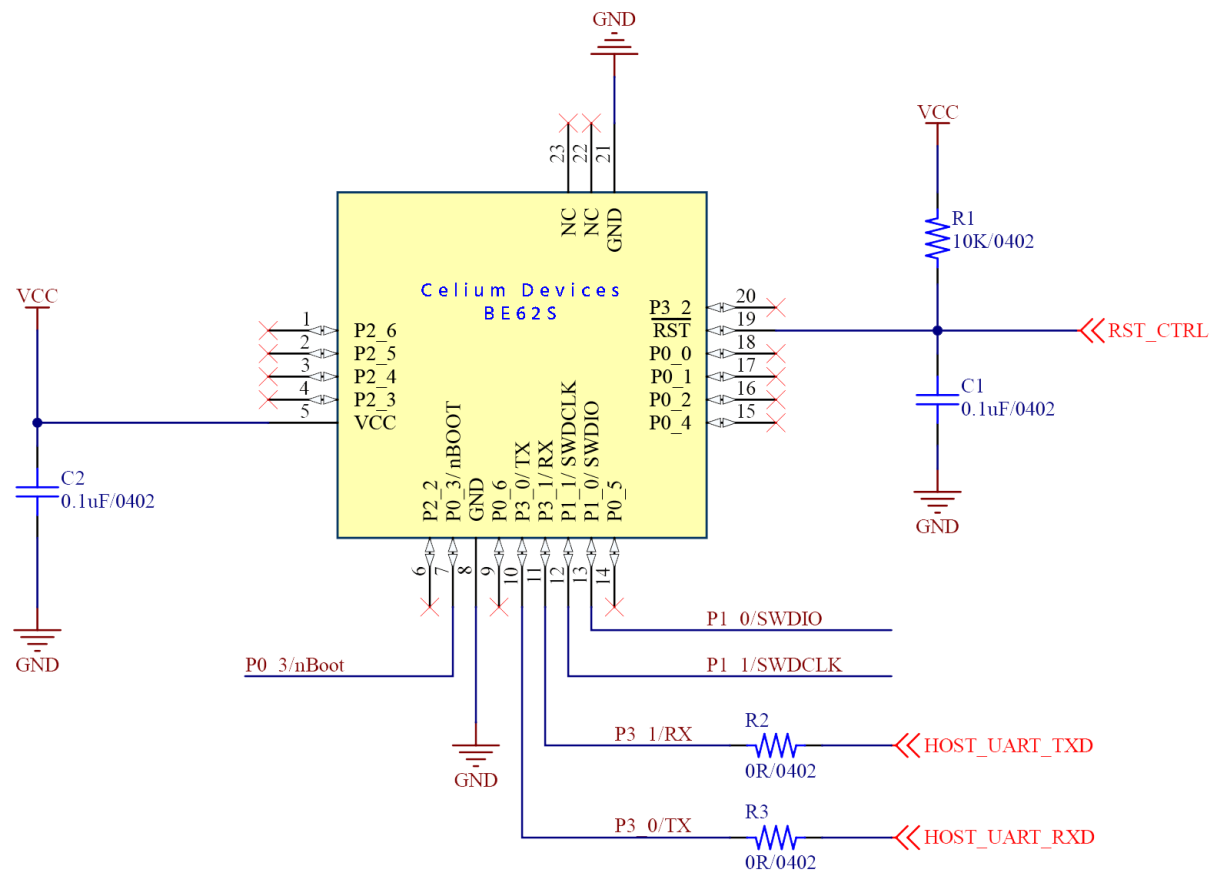 GND
VCC
23
22
21
NC
NC
GND
R1
10K/0402
Celium Devices
BE62S
VCC
1
P2_6
2
P2_5
3
P2_4
4
P2_3
5
VCC
P3_2
20
RST
19
P0_0
18
P0_1
17
P0_2
16
P0_4
15
RST_CTRL
C1
0.1uF/0402
GND
C2
0.1uF/0402
GND
P2_2
P0_3/nBOOT
GND
P0_6
P3_0/TX
P3_1/RX
P1_1/ SWDCLK
P1_0/ SWDIO
P0_5
6
7
8
9
10
11
12
13
14
P1_0/SWDIO
P0_3/nBoot
P1_1/SWDCLK
GND
P3_1/RX
R2
0R/0402
HOST_UART_TXD
P3_0/TX
R3
0R/0402
HOST_UART_RXD